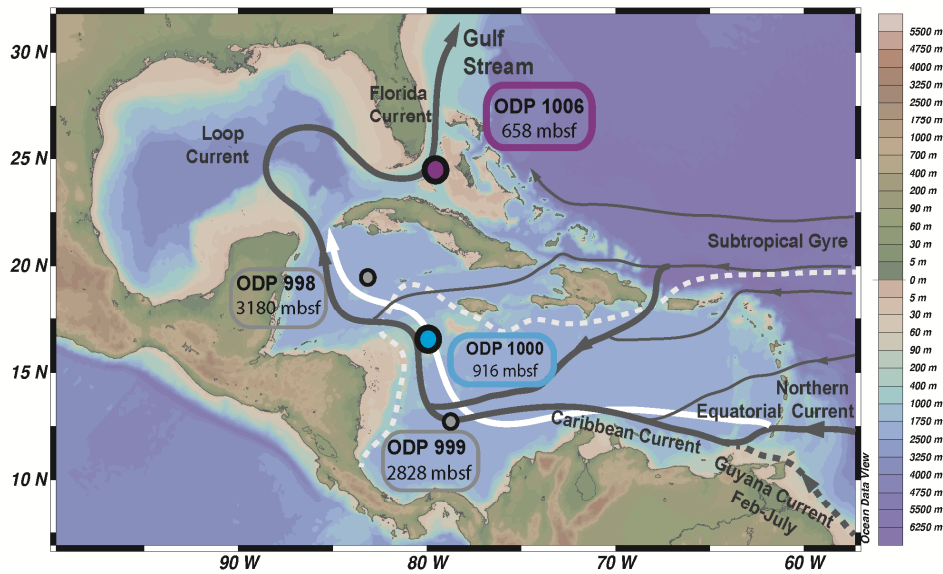 30 N
25 N
20 N
15 N
10 N
90 W
80 W
70 W
60 W
Gulf
Stream
Florida
Current
ODP 1006
658 mbsf
Loop
Current
Subtropical Gyre
ODP 998
3180 mbsf
ODP 1000
916 mbsf
Northern
Equatorial Current
Caribbean Current
ODP 999
2828 mbsf
Guyana Current
Feb-July
Ocean Data View
5500 m
4750 m
4000 m
3250 m
2500 m
1750 m
1000 m
700 m
400 m
200 m
90 m
60 m
30 m
5 m
0 m
5 m
30 m
60 m
90 m
200 m
400 m
1000 m
1750 m
2500 m
3250 m
4000 m
4750 m
5500 m
6250 m